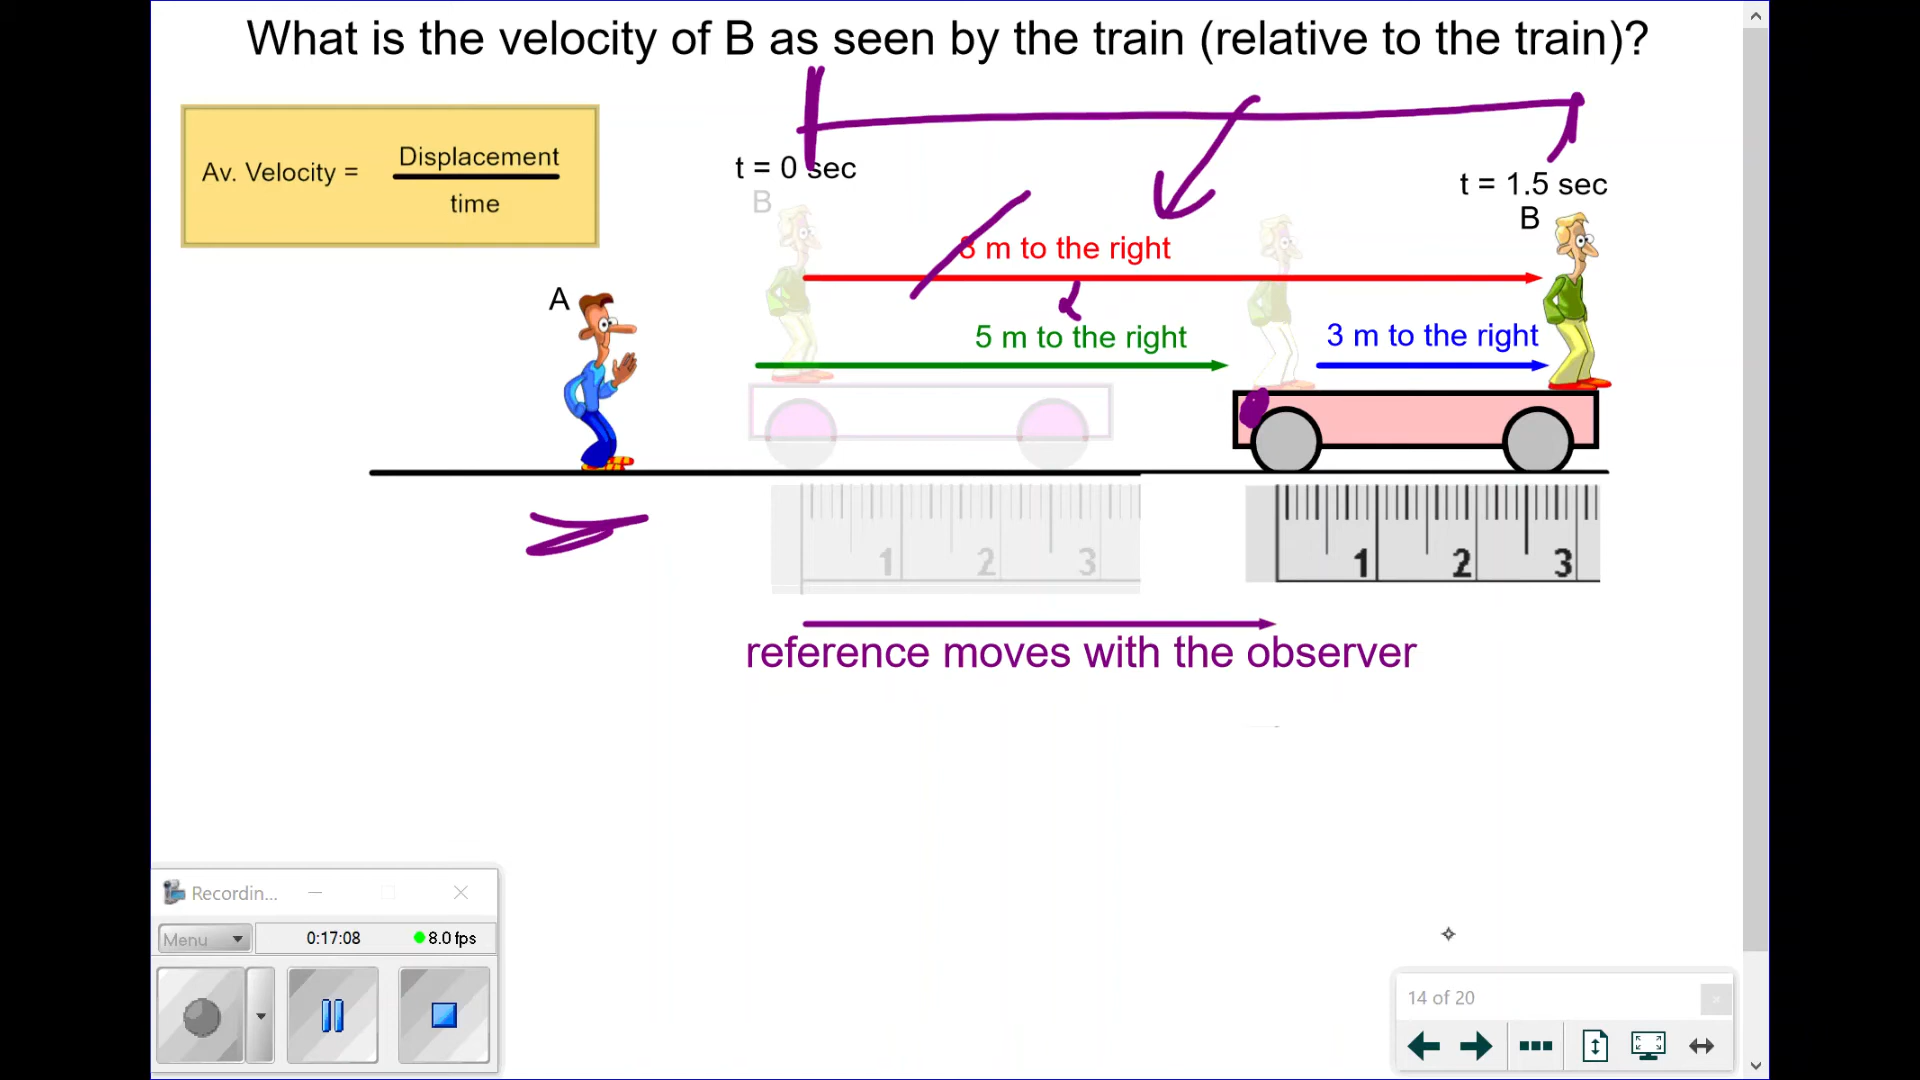 What is the velocity of B as seen by the train (relative to the train)?
Av. Velocity = Displacement
time
t = 0 sec
B
t = 1.5 sec
B
8 m to the right
A
5 m to the right
3 m to the right
1 2 3
1 2 3
reference moves with the observer
Recordin...
Menu
0:17:08
8.0 fps
14 of 20